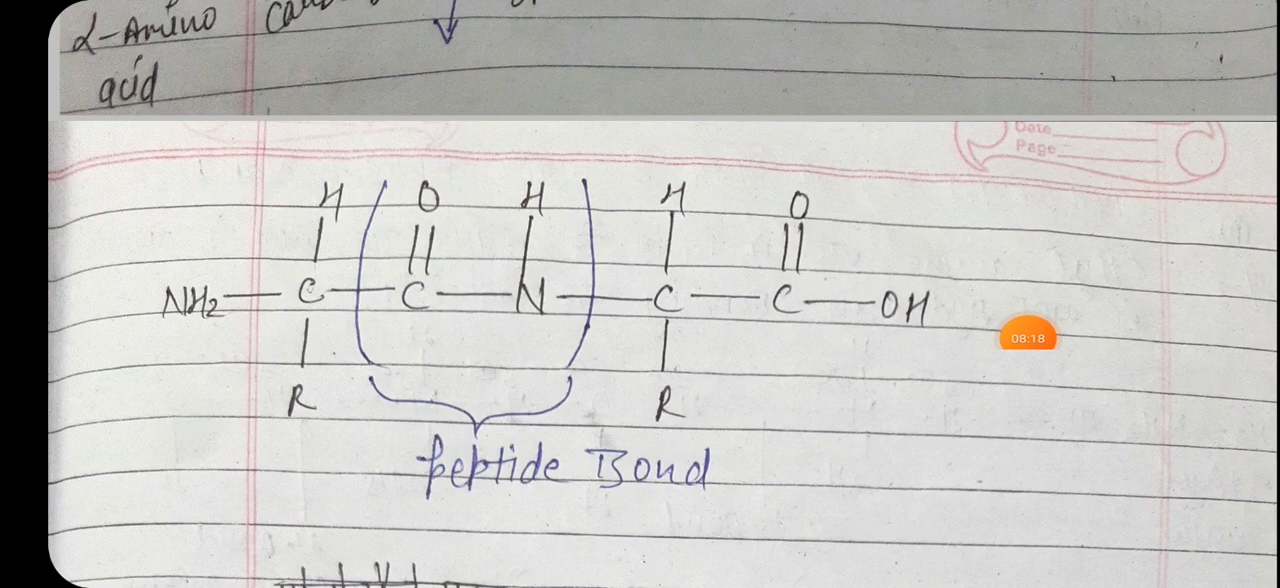 α-Amino
acid
Date
Page
H O H H O
NH₂ — C — C — N — C — C — OH
R R
08:18
peptide Bond